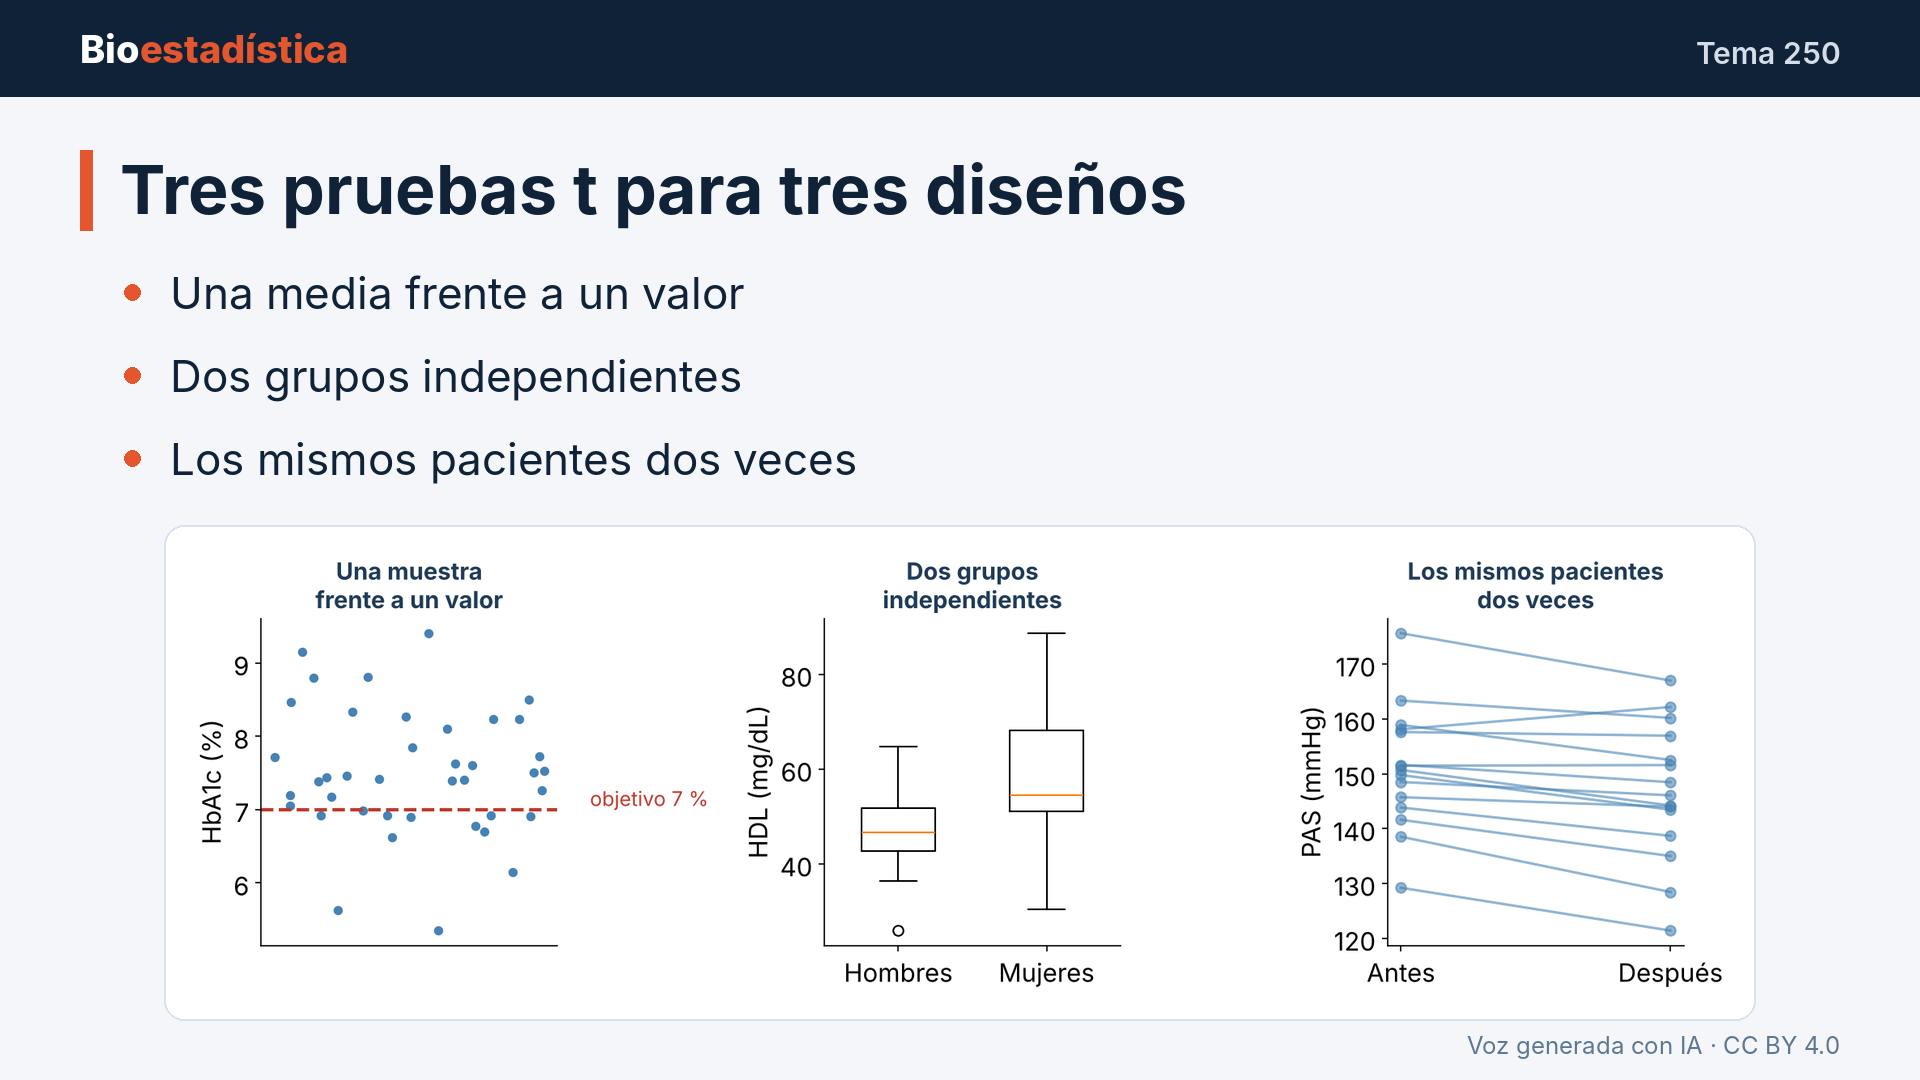 Bioestadística
Tema 250
Tres pruebas t para tres diseños
Una media frente a un valor
Dos grupos independientes
Los mismos pacientes dos veces
Una muestra
frente a un valor
HbA1c (%)
9
8
7
6
objetivo 7 %
Dos grupos
independientes
HDL (mg/dL)
80
60
40
Hombres
Mujeres
Los mismos pacientes
dos veces
PAS (mmHg)
170
160
150
140
130
120
Antes
Después
Voz generada con IA · CC BY 4.0